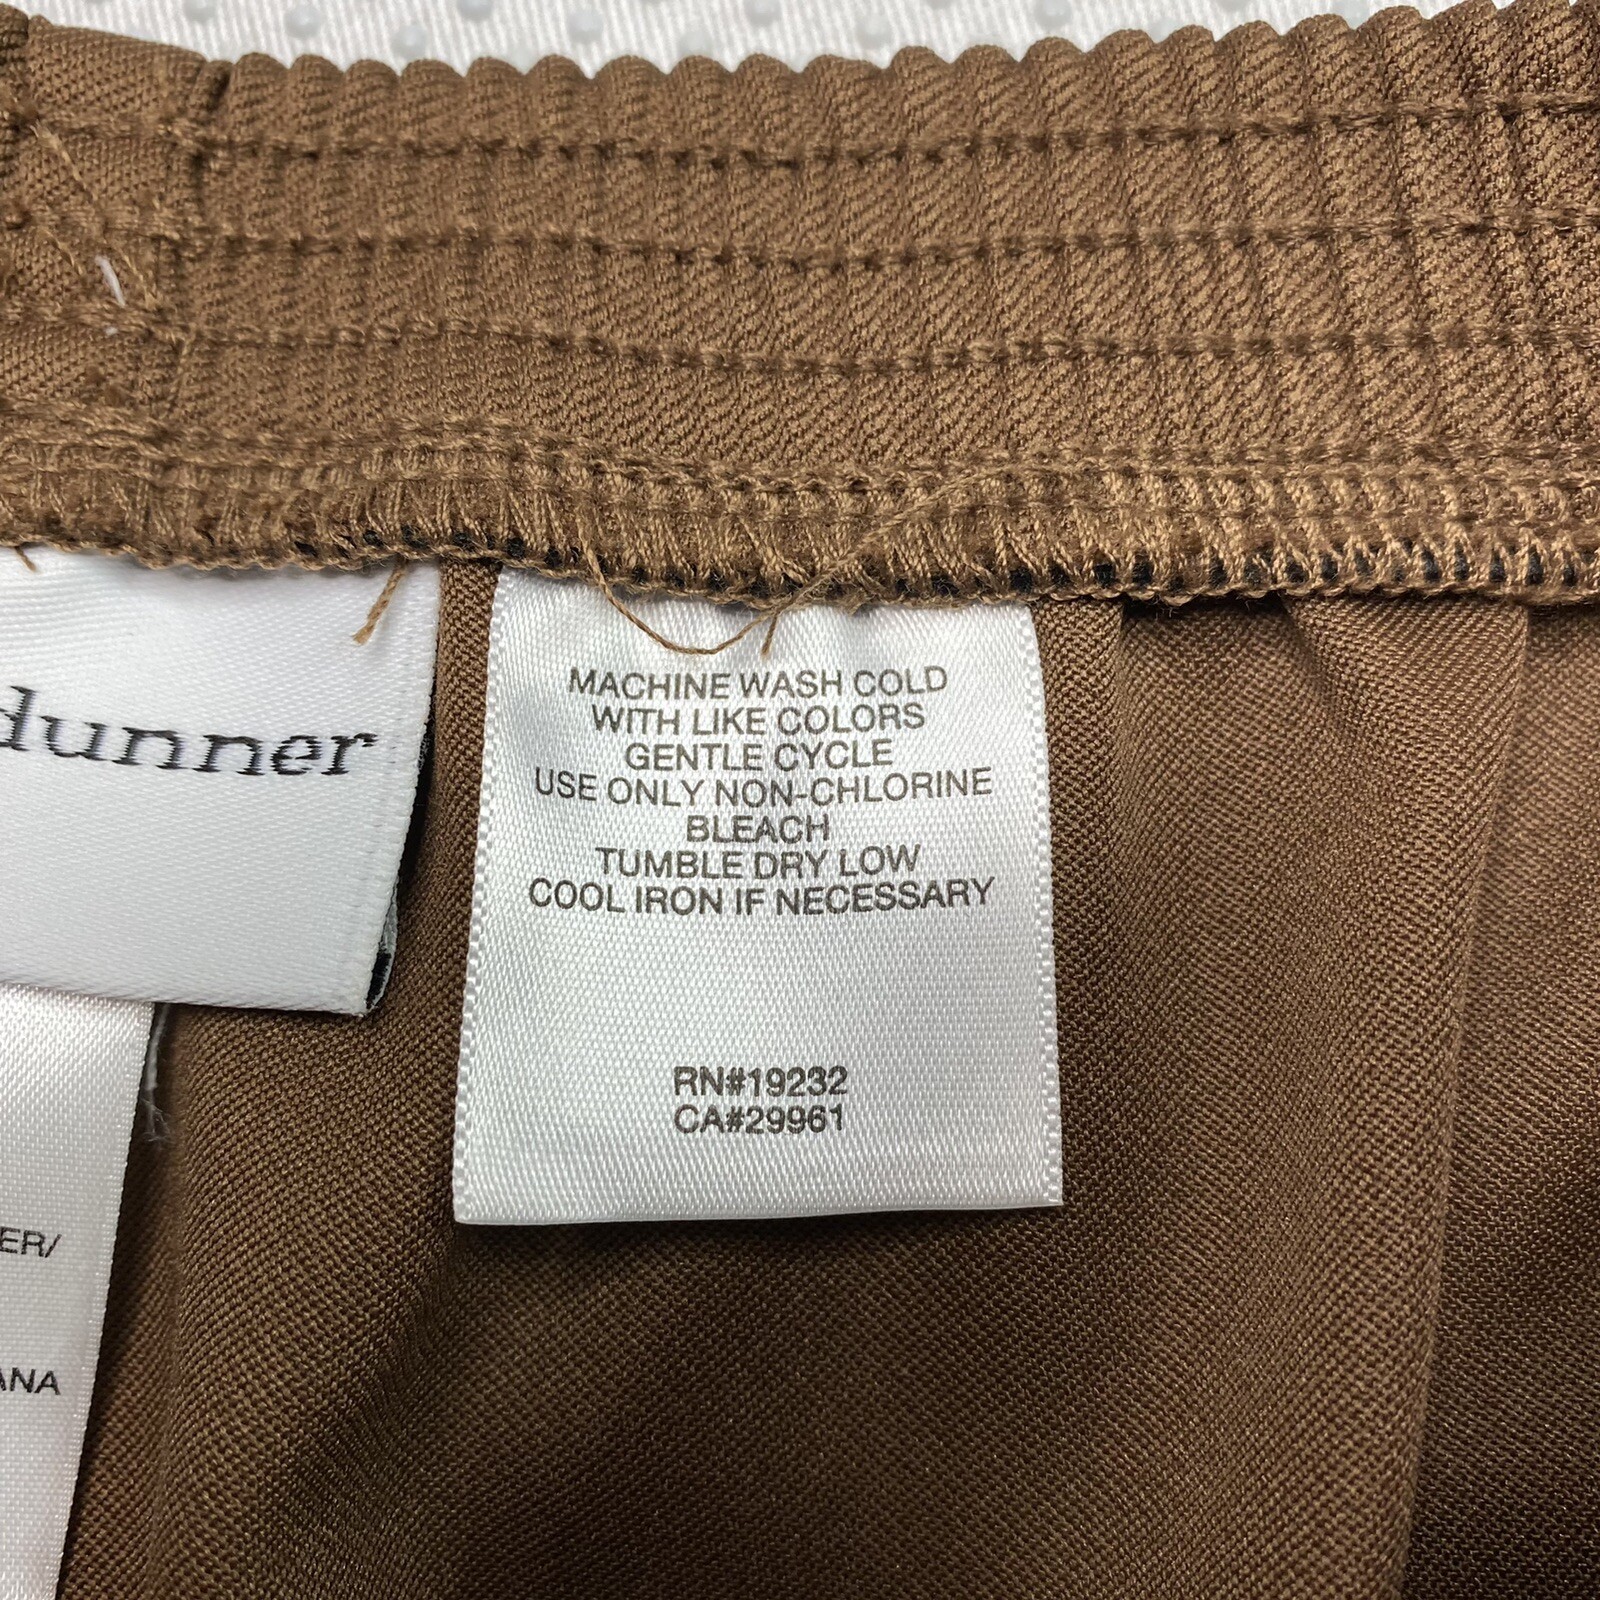 dunner
MACHINE WASH COLD
WITH LIKE COLORS
GENTLE CYCLE
USE ONLY NON-CHLORINE
BLEACH
TUMBLE DRY LOW
COOL IRON IF NECESSARY
RN#19232
CA#29961
ER/
ANA